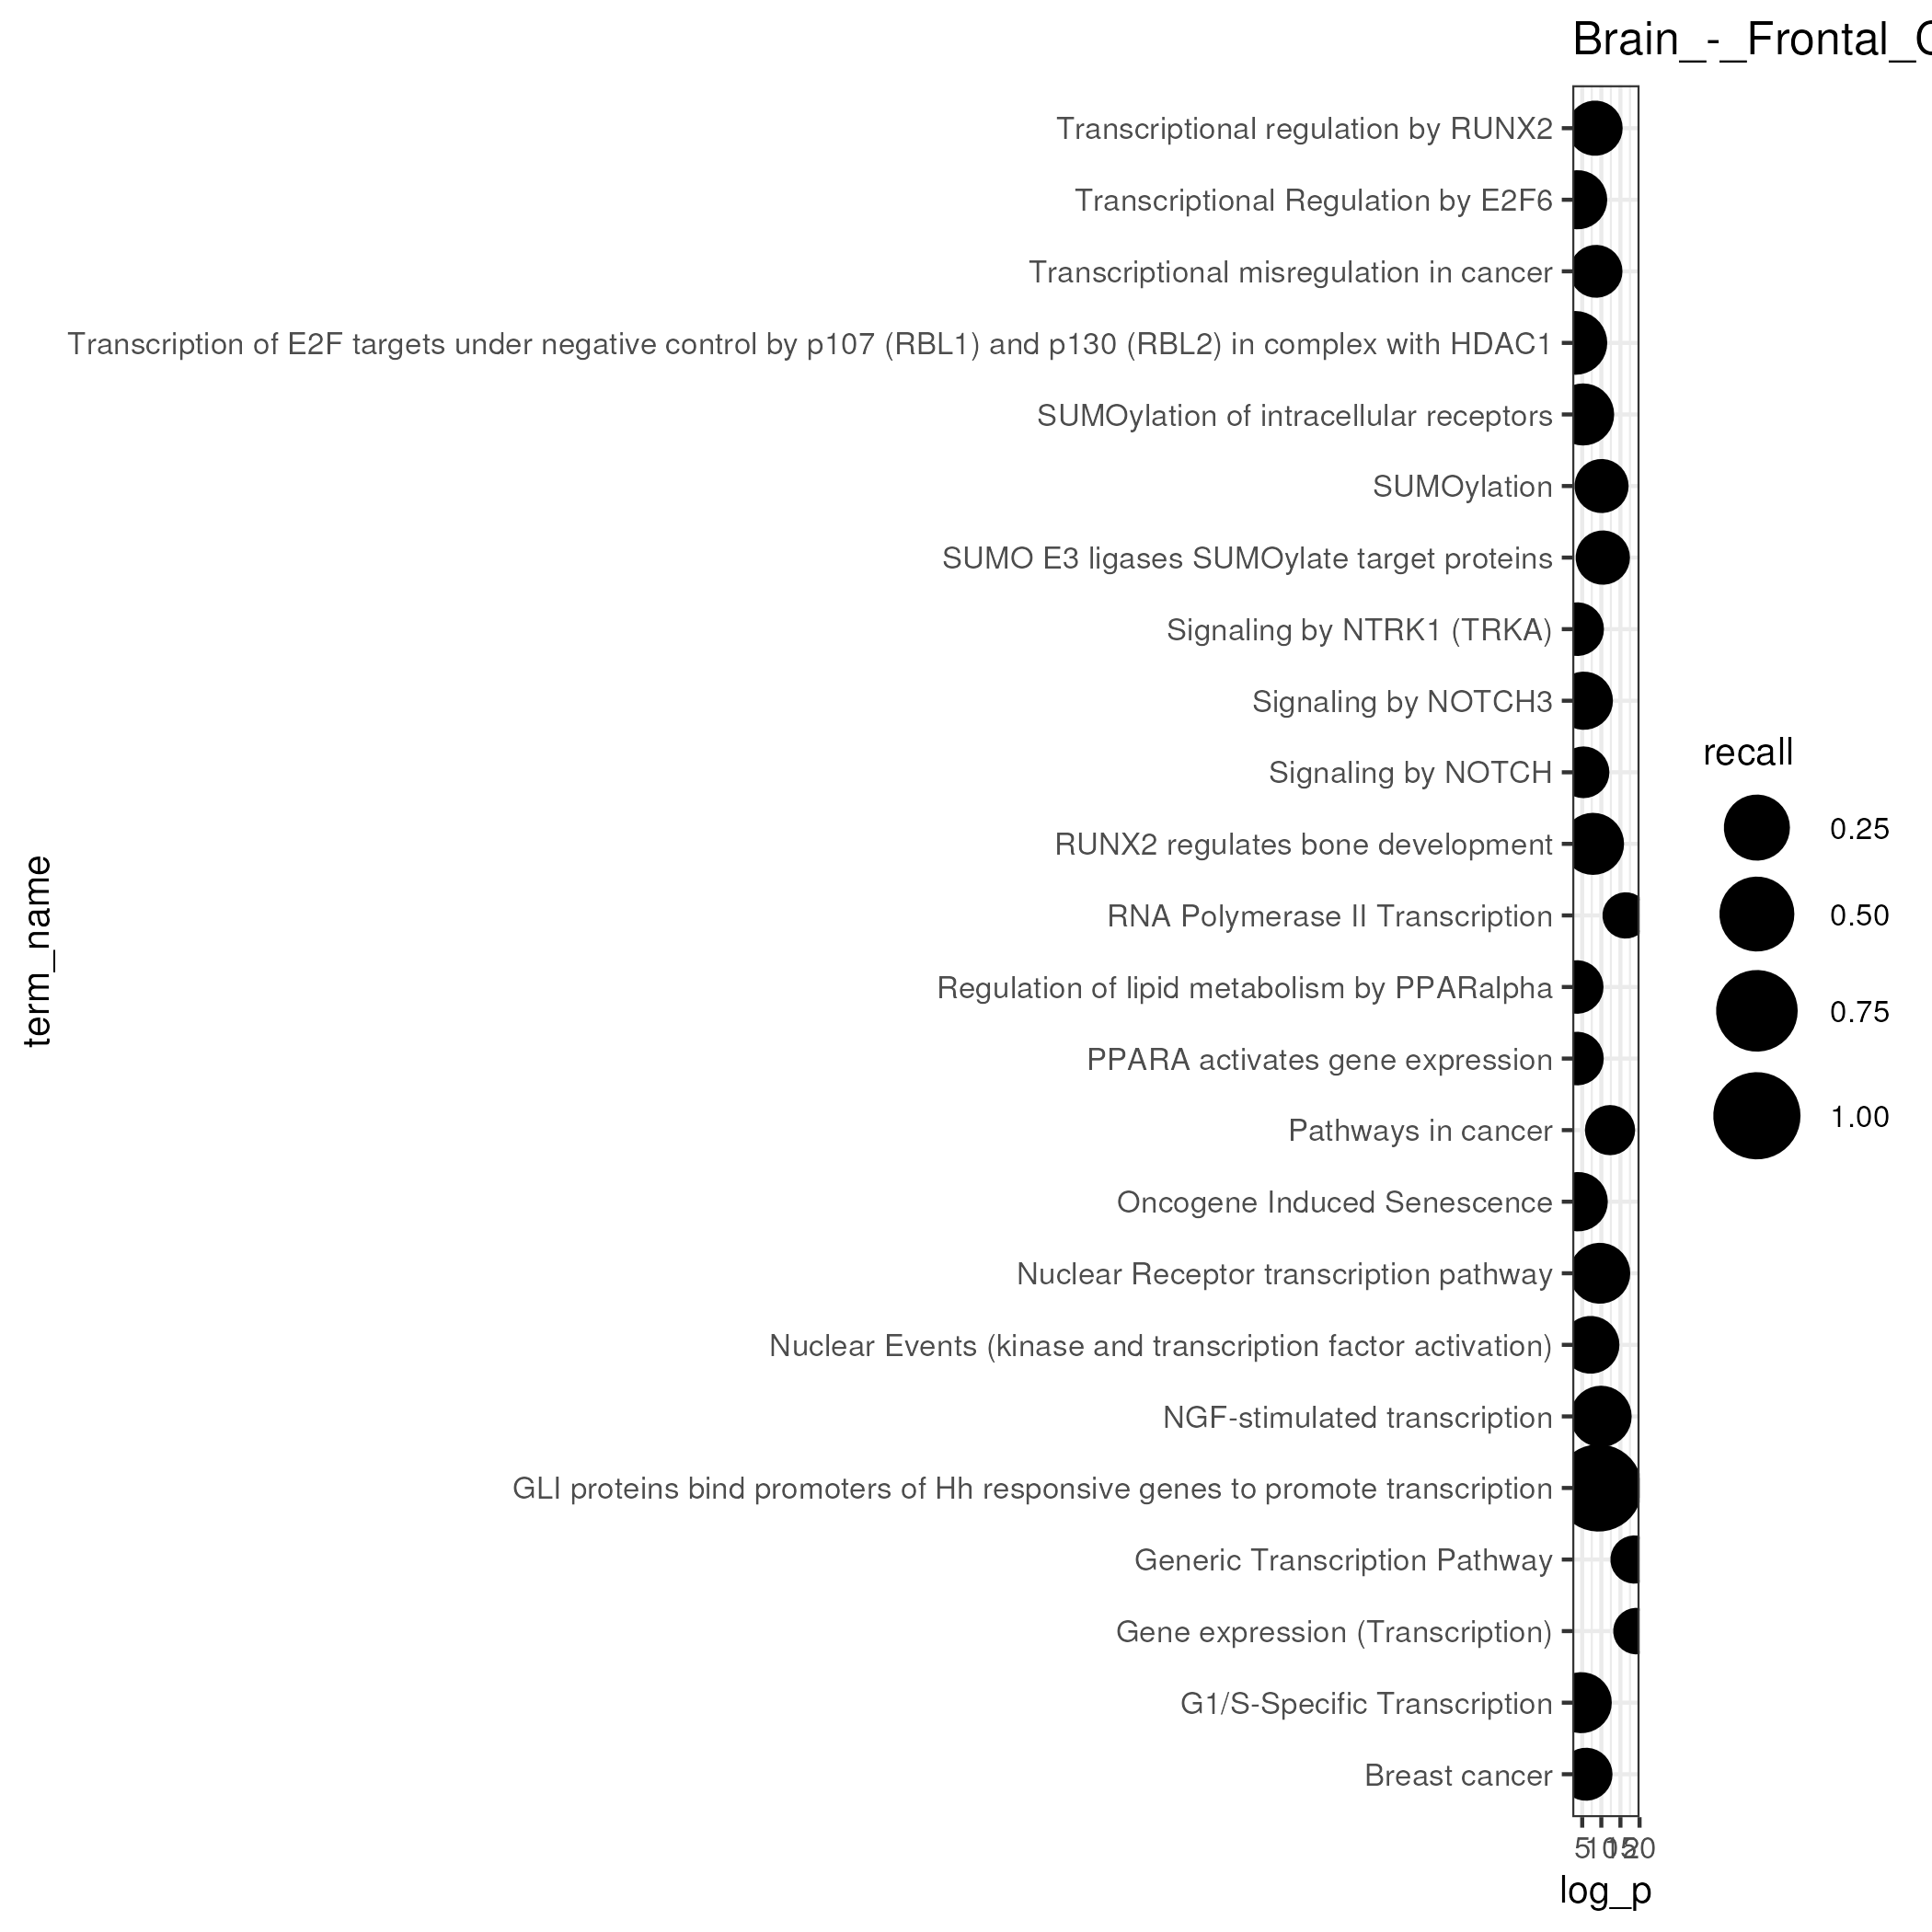 Brain_-_Frontal_C
Transcriptional regulation by RUNX2
Transcriptional Regulation by E2F6
Transcriptional misregulation in cancer
Transcription of E2F targets under negative control by p107 (RBL1) and p130 (RBL2) in complex with HDAC1
SUMOylation of intracellular receptors
SUMOylation
SUMO E3 ligases SUMOylate target proteins
Signaling by NTRK1 (TRKA)
Signaling by NOTCH3
Signaling by NOTCH
RUNX2 regulates bone development
RNA Polymerase II Transcription
Regulation of lipid metabolism by PPARalpha
PPARA activates gene expression
Pathways in cancer
Oncogene Induced Senescence
Nuclear Receptor transcription pathway
Nuclear Events (kinase and transcription factor activation)
NGF-stimulated transcription
GLI proteins bind promoters of Hh responsive genes to promote transcription
Generic Transcription Pathway
Gene expression (Transcription)
G1/S-Specific Transcription
Breast cancer
term_name
5 10 15 20
log_p
recall
0.25
0.50
0.75
1.00